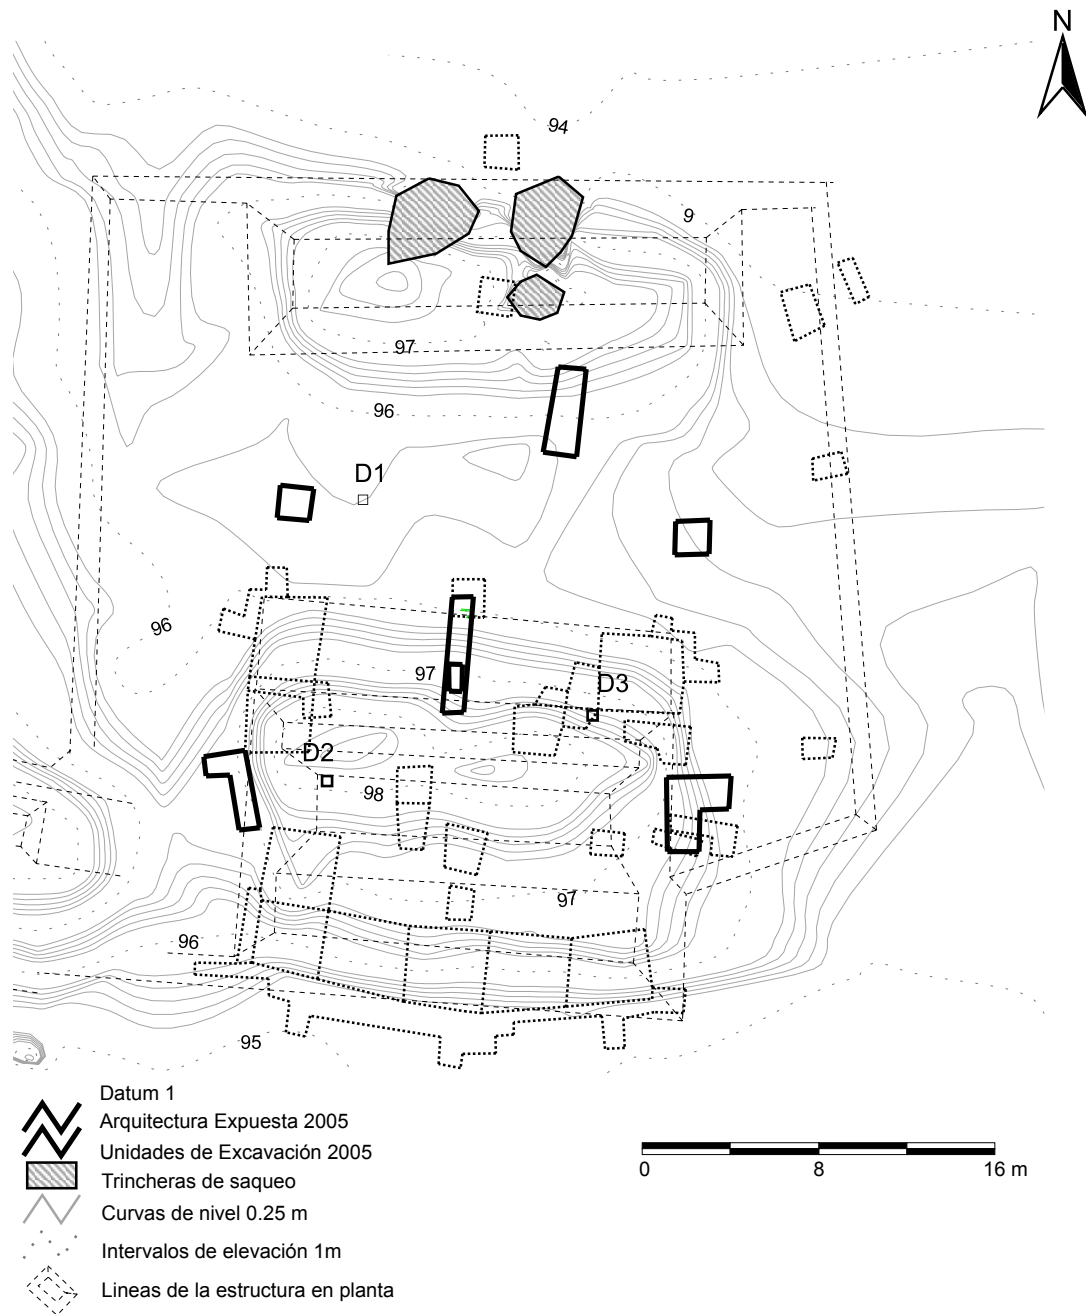 N
94
9
97
96
D1
96
97
D3
D2
98
97
96
95
Datum 1
Arquitectura Expuesta 2005
Unidades de Excavación 2005
Trincheras de saqueo
Curvas de nivel 0.25 m
Intervalos de elevación 1m
Lineas de la estructura en planta
0 8 16 m